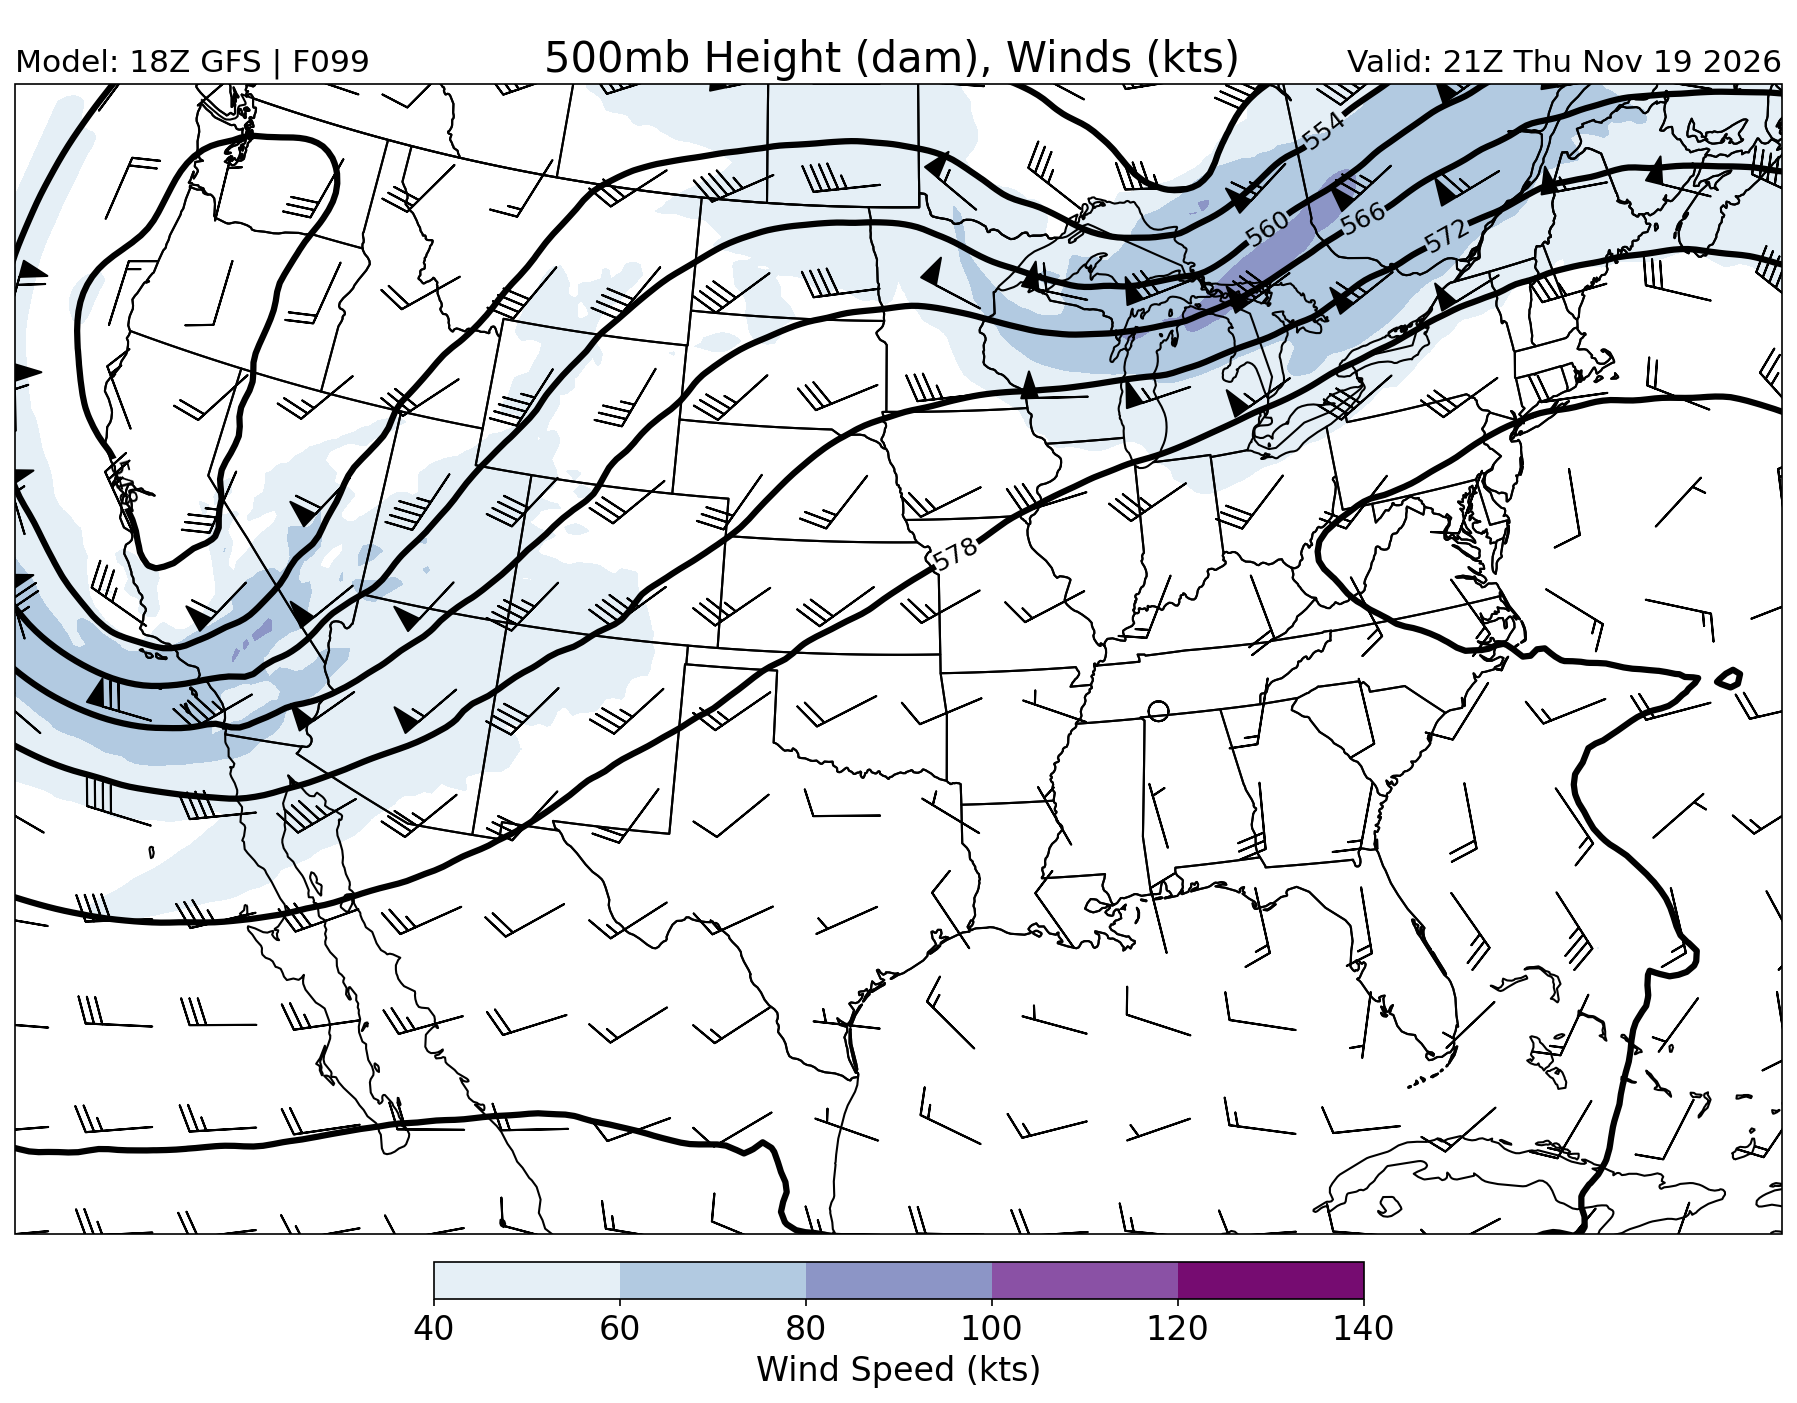 Model: 18Z GFS | F099
500mb Height (dam), Winds (kts)
Valid: 21Z Thu Nov 19 2026
554
560
566
572
578
40 60 80 100 120 140
Wind Speed (kts)